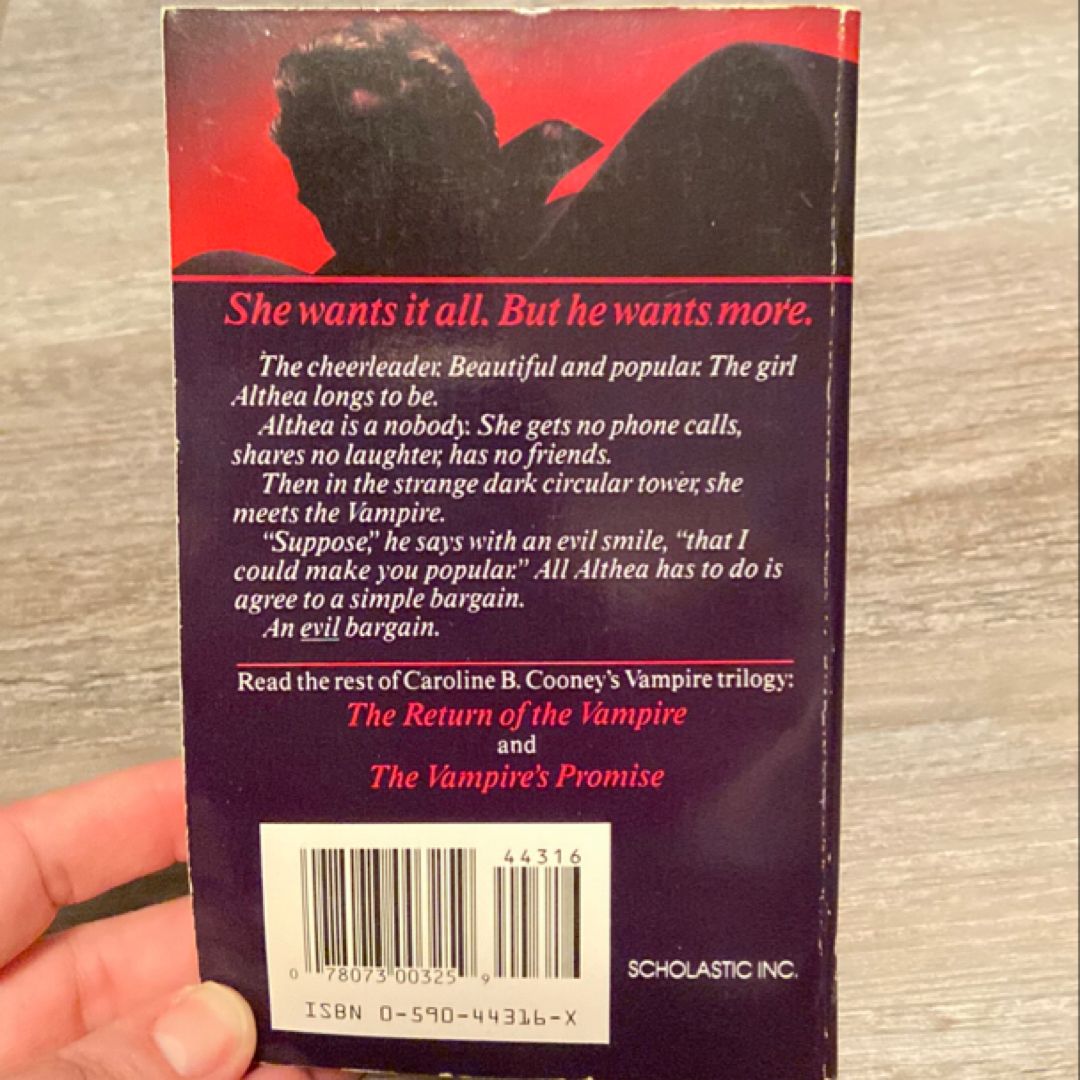 She wants it all. But he wants more.
The cheerleader. Beautiful and popular. The girl
Althea longs to be.
Althea is a nobody. She gets no phone calls,
shares no laughter, has no friends.
Then in the strange dark circular tower, she
meets the Vampire.
“Suppose,” he says with an evil smile, “that I
could make you popular.” All Althea has to do is
agree to a simple bargain.
An evil bargain.
Read the rest of Caroline B. Cooney’s Vampire trilogy:
The Return of the Vampire
and
The Vampire’s Promise
44316
0 78073 00325 9
ISBN 0-590-44316-X
SCHOLASTIC INC.